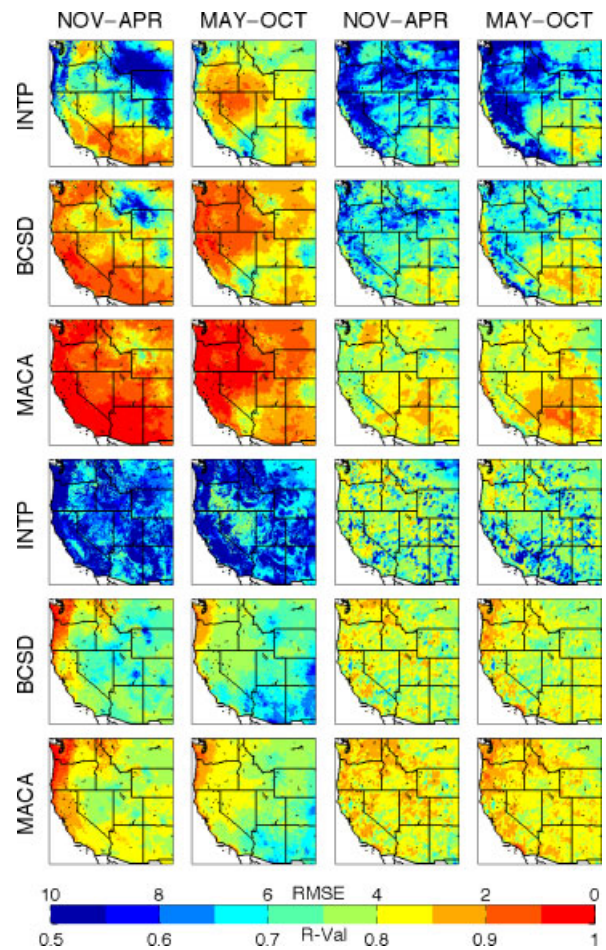 NOV−APR MAY−OCT NOV−APR MAY−OCT
INTP
BCSD
MACA
INTP
BCSD
MACA
10 8 6 RMSE 4 2 0
0.5 0.6 0.7 R-Val 0.8 0.9 1